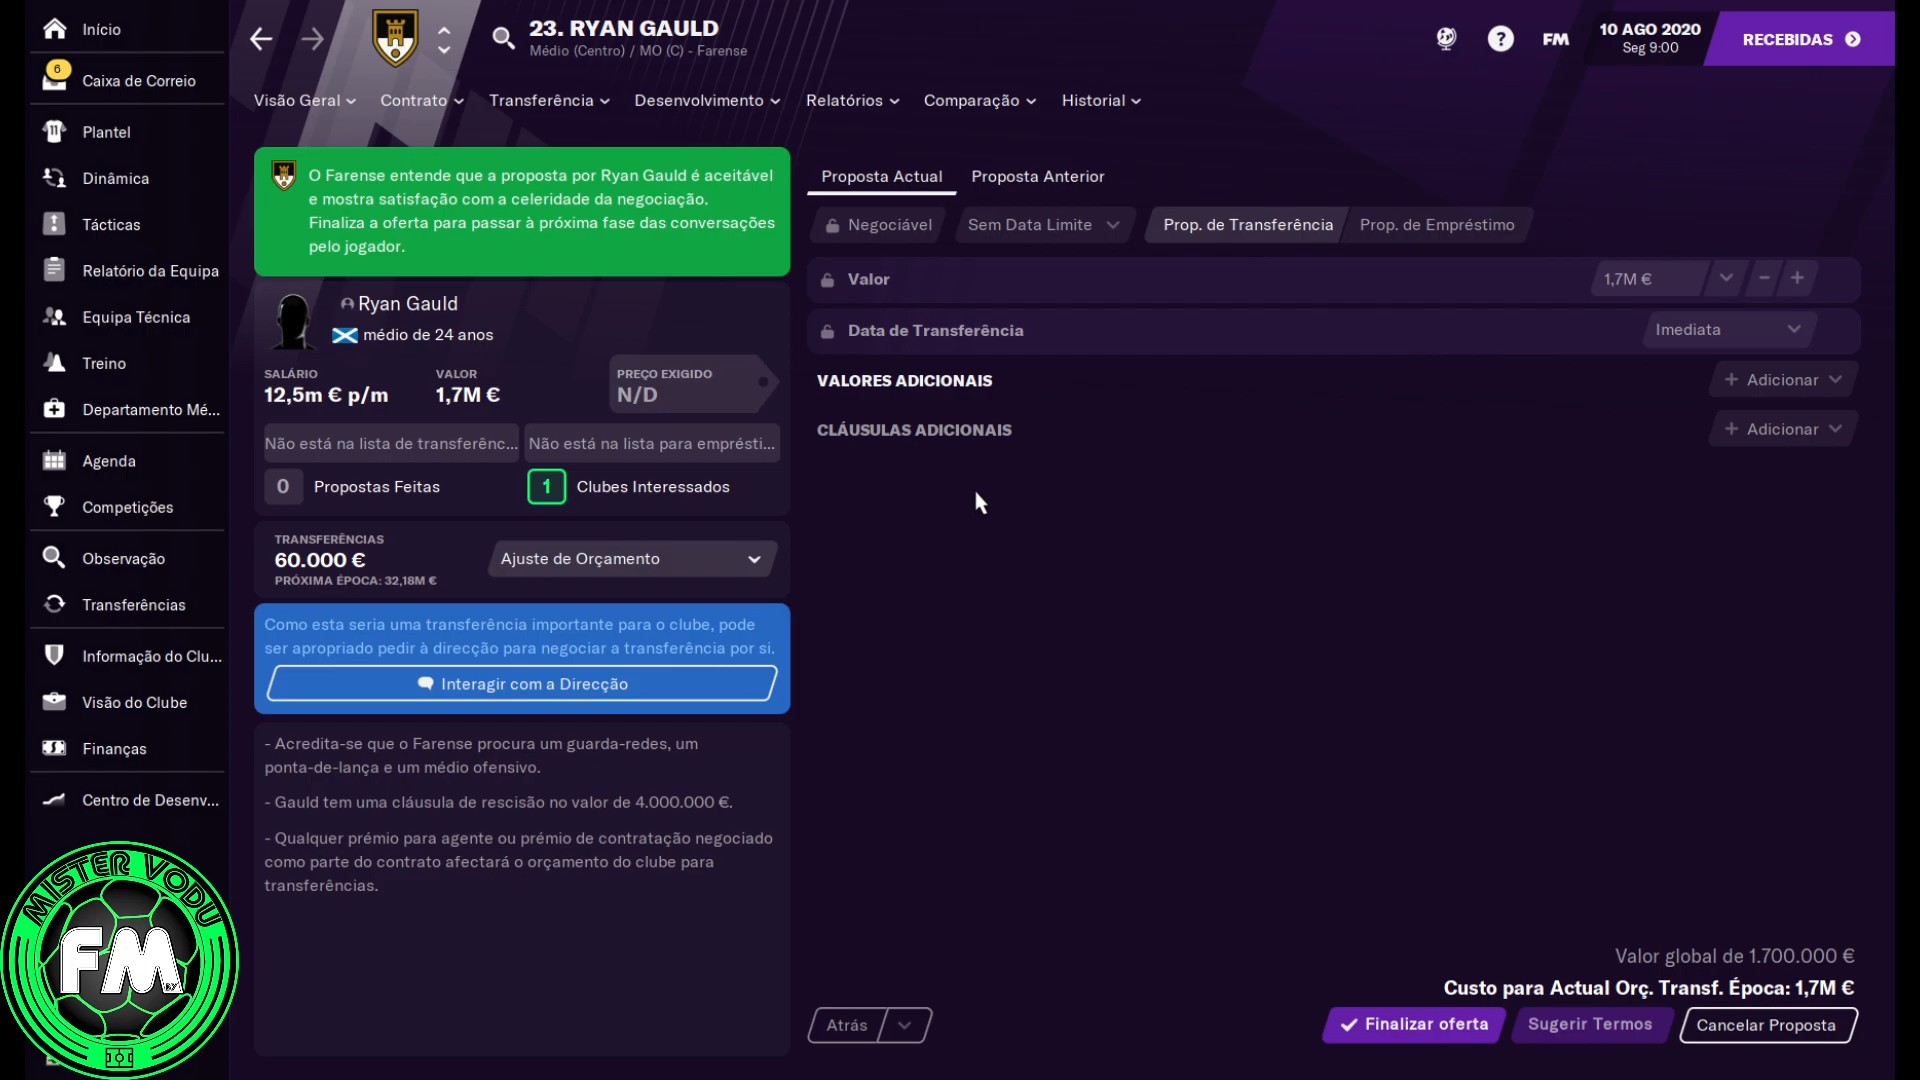 Início
6
Caixa de Correio
11
Plantel
Dinâmica
Tácticas
Relatório da Equipa
Equipa Técnica
Treino
Departamento Mé...
Agenda
Competições
Observação
Transferências
Informação do Clu...
Visão do Clube
Finanças
Centro de Desenv...
MISTER VODU
FM
BY
23. RYAN GAULD
Médio (Centro) / MO (C) - Farense
?
FM
10 AGO 2020
Seg 9:00
RECEBIDAS
Visão Geral
Contrato
Transferência
Desenvolvimento
Relatórios
Comparação
Historial
O Farense entende que a proposta por Ryan Gauld é aceitável
e mostra satisfação com a celeridade da negociação.
Finaliza a oferta para passar à próxima fase das conversações
pelo jogador.
Ryan Gauld
médio de 24 anos
SALÁRIO
12,5m € p/m
VALOR
1,7M €
PREÇO EXIGIDO
N/D
Não está na lista de transferênc...
Não está na lista para emprésti...
0 Propostas Feitas
1 Clubes Interessados
TRANSFERÊNCIAS
60.000 €
PRÓXIMA ÉPOCA: 32,18M €
Ajuste de Orçamento
Como esta seria uma transferência importante para o clube, pode
ser apropriado pedir à direcção para negociar a transferência por si.
Interagir com a Direcção
- Acredita-se que o Farense procura um guarda-redes, um
ponta-de-lança e um médio ofensivo.
- Gauld tem uma cláusula de rescisão no valor de 4.000.000 €.
- Qualquer prémio para agente ou prémio de contratação negociado
como parte do contrato afectará o orçamento do clube para
transferências.
Proposta Actual
Proposta Anterior
Negociável
Sem Data Limite
Prop. de Transferência
Prop. de Empréstimo
Valor
1,7M €
Data de Transferência
Imediata
VALORES ADICIONAIS
+ Adicionar
CLÁUSULAS ADICIONAIS
+ Adicionar
Valor global de 1.700.000 €
Custo para Actual Orç. Transf. Época: 1,7M €
Atrás
Finalizar oferta
Sugerir Termos
Cancelar Proposta